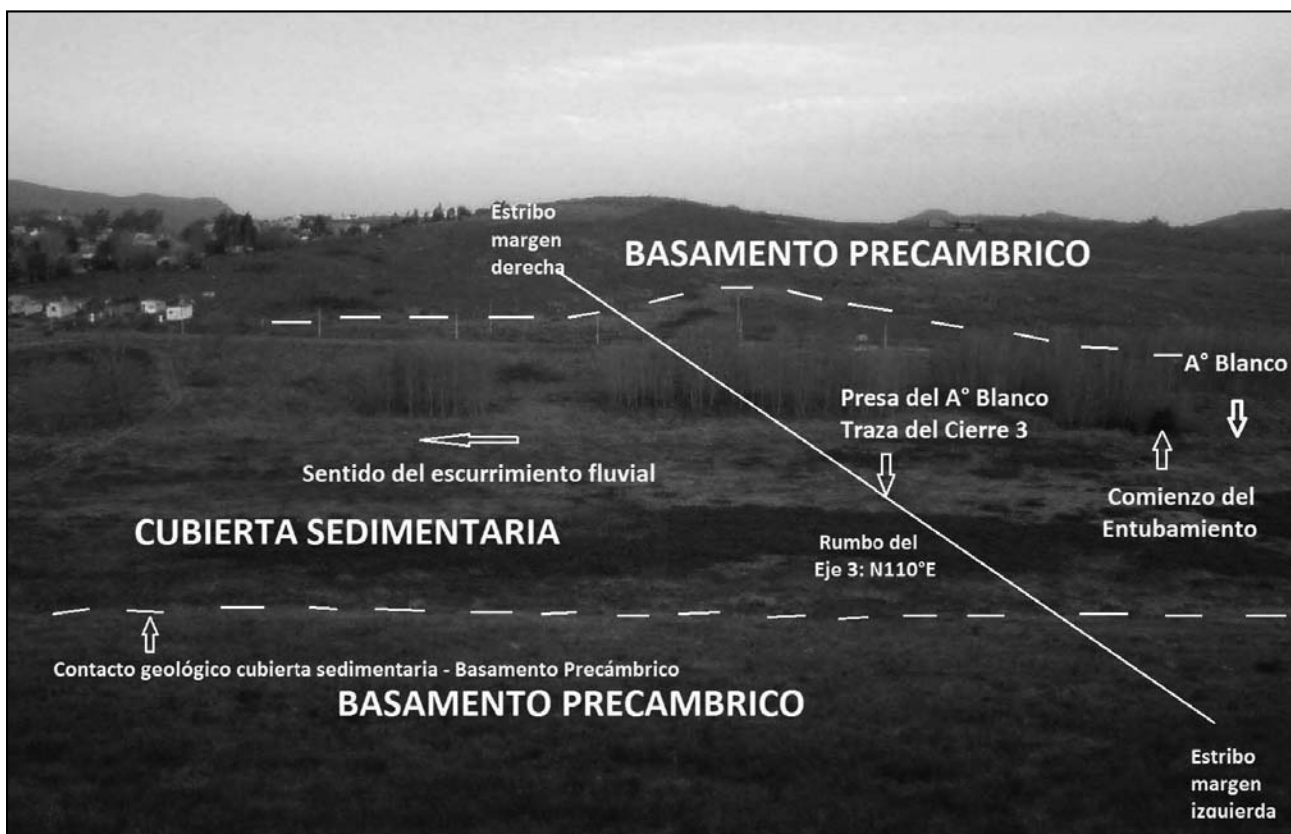 Estribo
margen
derecha
BASAMENTO PRECAMBRICO
A° Blanco
Presa del A° Blanco
Traza del Cierre 3
Sentido del escurrimiento fluvial
Comienzo del
Entubamiento
CUBIERTA SEDIMENTARIA
Rumbo del
Eje 3: N110°E
Contacto geológico cubierta sedimentaria - Basamento Precámbrico
BASAMENTO PRECAMBRICO
Estribo
margen
izquierda